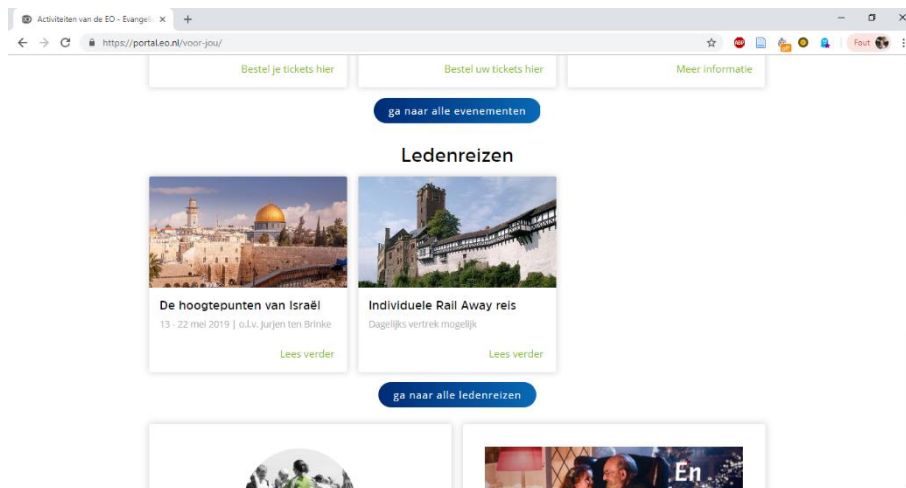 Activiteiten van de EO - Evangeli
https://portal.eo.nl/voor-jou/
ABP
Fout
Bestel je tickets hier
Bestel uw tickets hier
Meer informatie
ga naar alle evenementen
Ledenreizen
De hoogtepunten van Israël
13 - 22 mei 2019 | o.l.v. Jurjen ten Brinke
Lees verder
Individuele Rail Away reis
Dagelijks vertrek mogelijk
Lees verder
ga naar alle ledenreizen
En